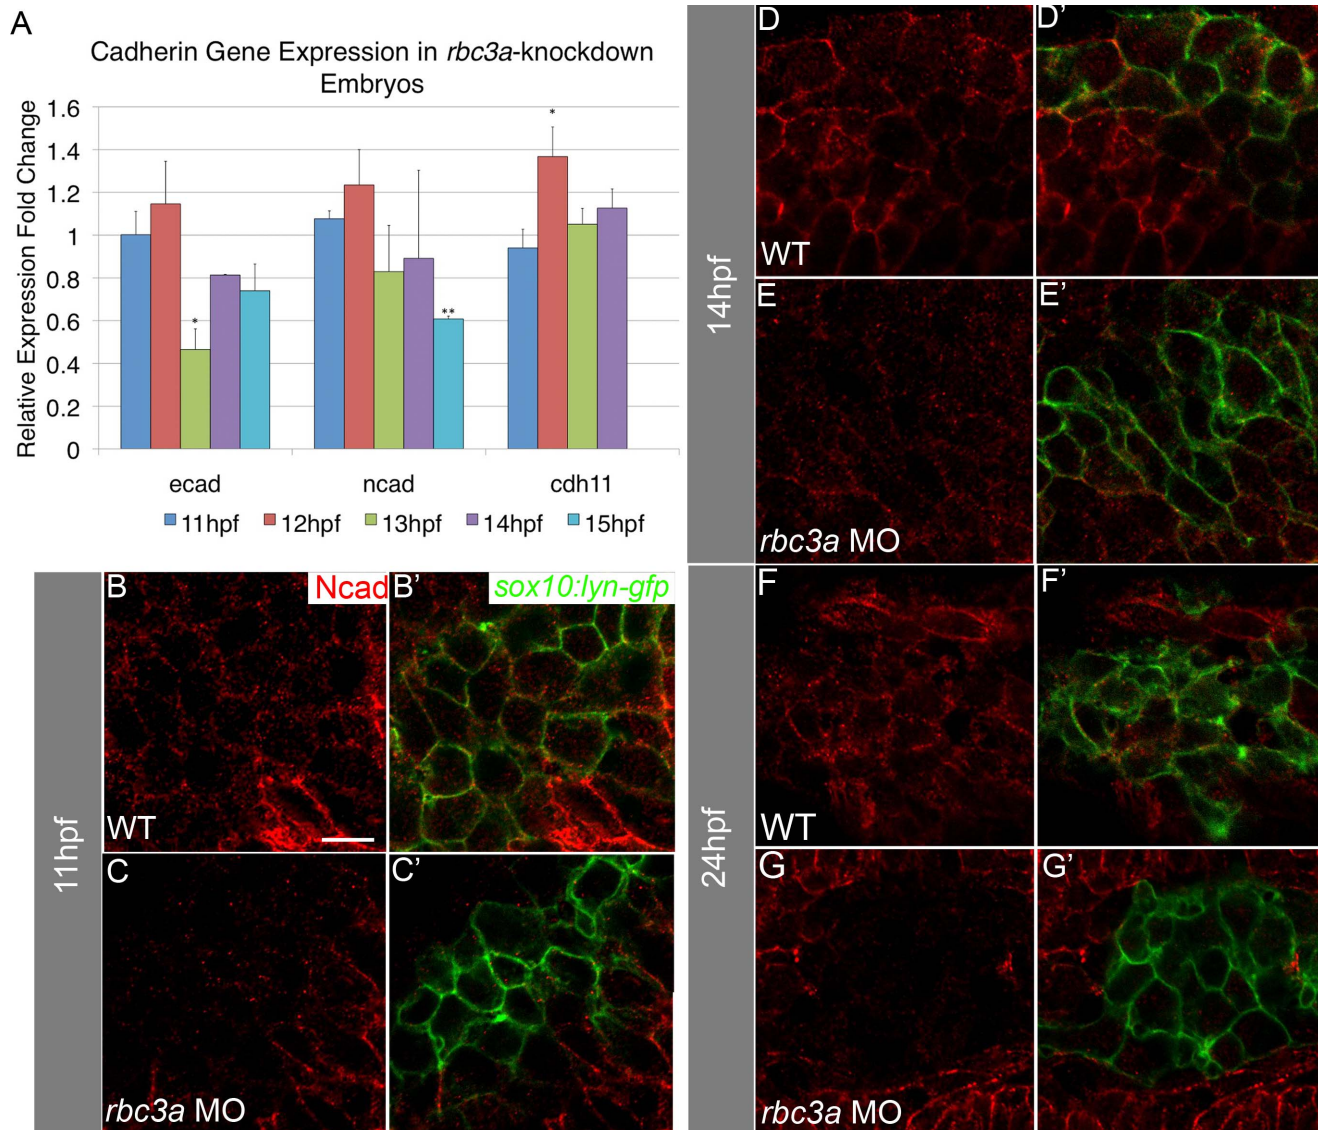 A
Cadherin Gene Expression in rbc3a-knockdown
Embryos
Relative Expression Fold Change
1.6
1.4
1.2
1
0.8
0.6
0.4
0.2
0
*
**
*
ecad
ncad
cdh11
11hpf 12hpf 13hpf 14hpf 15hpf
11hpf
B
Ncad
WT
B'
sox10:lyn-gfp
C
rbc3a MO
C'
14hpf
D
WT
D'
E
rbc3a MO
E'
24hpf
F
WT
F'
G
rbc3a MO
G'